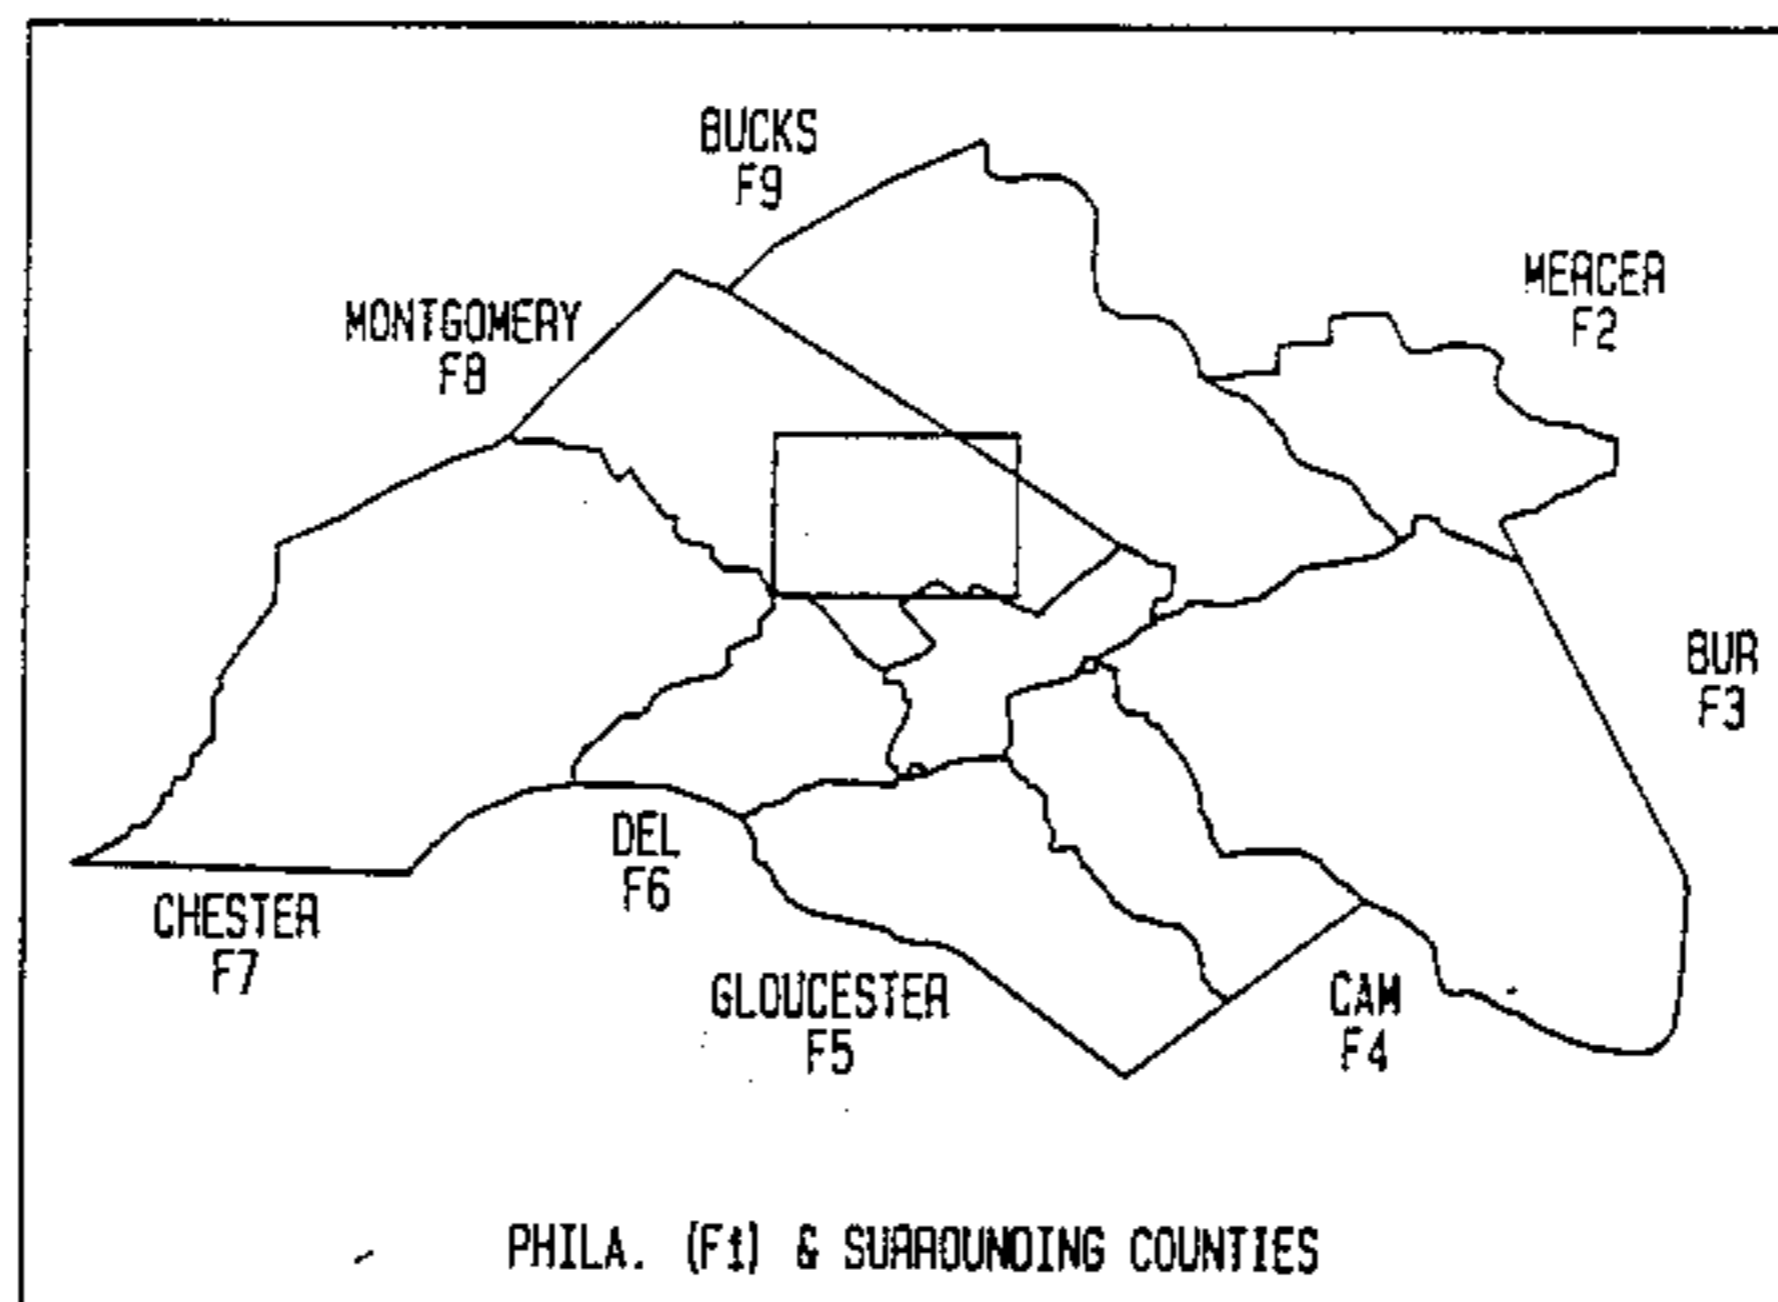 BUCKS
F9
MERCER
F2
MONTGOMERY
F8
BUR
F3
DEL
F6
CHESTER
F7
GLOUCESTER
F5
CAM
F4
PHILA. (F1) & SURROUNDING COUNTIES